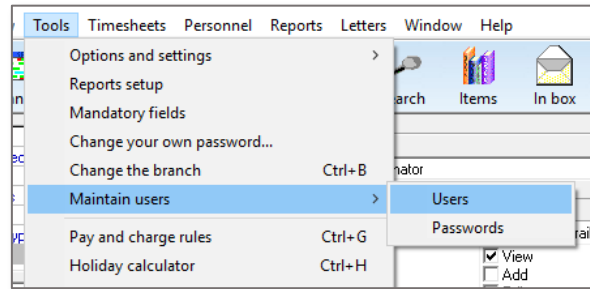 Tools Timesheets Personnel Reports Letters Window Help
Options and settings >
Reports setup
arch Items In box
Mandatory fields
Change your own password...
Change the branch Ctrl+B
nator
Maintain users >
Users
Passwords
Pay and charge rules Ctrl+G
View
Holiday calculator Ctrl+H
Add